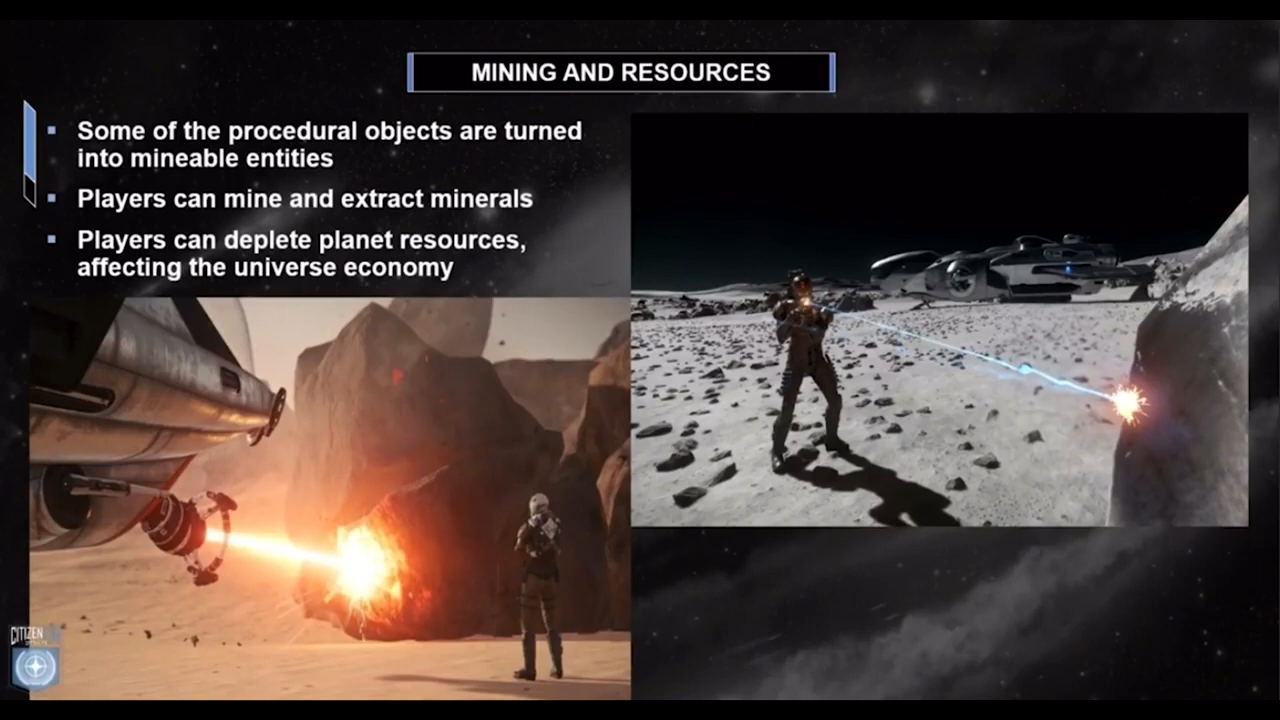 MINING AND RESOURCES
Some of the procedural objects are turned
into mineable entities
Players can mine and extract minerals
Players can deplete planet resources,
affecting the universe economy
CITIZEN